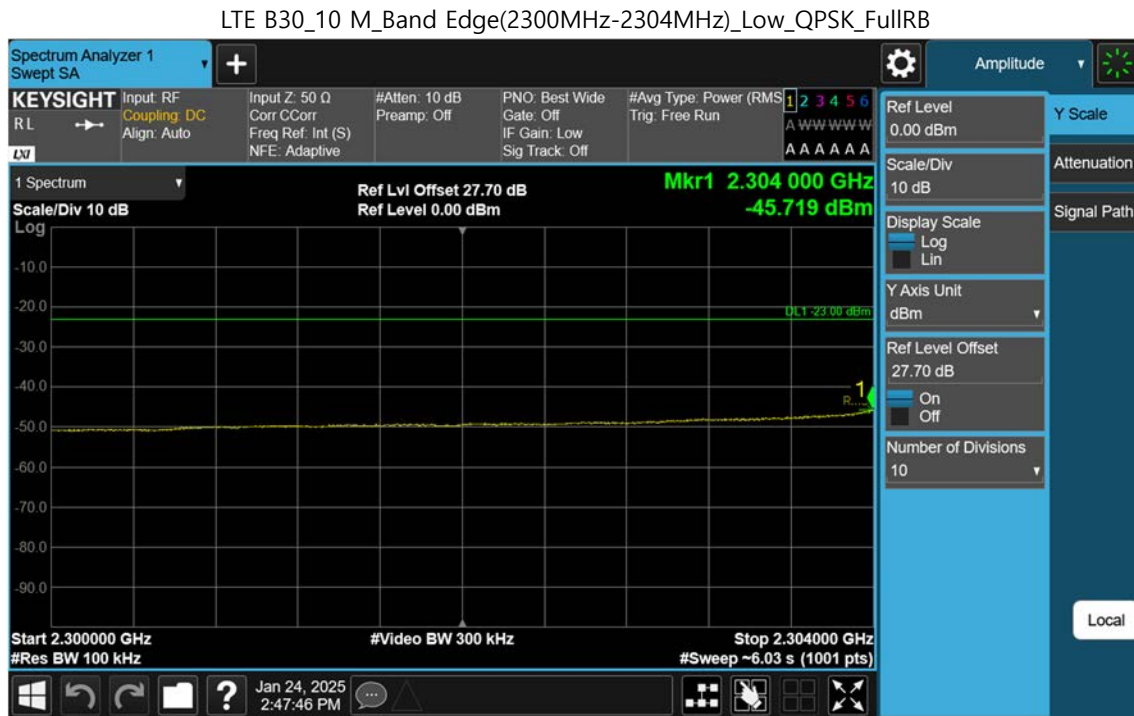 LTE B30_10 M_Band Edge(2300MHz-2304MHz)_Low_QPSK_FullRB
Spectrum Analyzer 1
Swept SA
Amplitude
KEYSIGHT
RL
LXI
Input: RF
Coupling: DC
Align: Auto
Input Z: 50 Ω
Corr CCorr
Freq Ref: Int (S)
NFE: Adaptive
#Atten: 10 dB
Preamp: Off
PNO: Best Wide
Gate: Off
IF Gain: Low
Sig Track: Off
#Avg Type: Power (RMS
Trig: Free Run
1 2 3 4 5 6
A W W W W W
A A A A A A
1 Spectrum
Scale/Div 10 dB
Log
Ref Lvl Offset 27.70 dB
Ref Level 0.00 dBm
Mkr1 2.304 000 GHz
-45.719 dBm
-10.0
-20.0
DL1 -23.00 dBm
-30.0
-40.0
1
-50.0
-60.0
-70.0
-80.0
-90.0
Start 2.300000 GHz
#Video BW 300 kHz
Stop 2.304000 GHz
#Res BW 100 kHz
#Sweep ~6.03 s (1001 pts)
Jan 24, 2025
2:47:46 PM
Ref Level
0.00 dBm
Scale/Div
10 dB
Display Scale
Log
Lin
Y Axis Unit
dBm
Ref Level Offset
27.70 dB
On
Off
Number of Divisions
10
Y Scale
Attenuation
Signal Path
Local